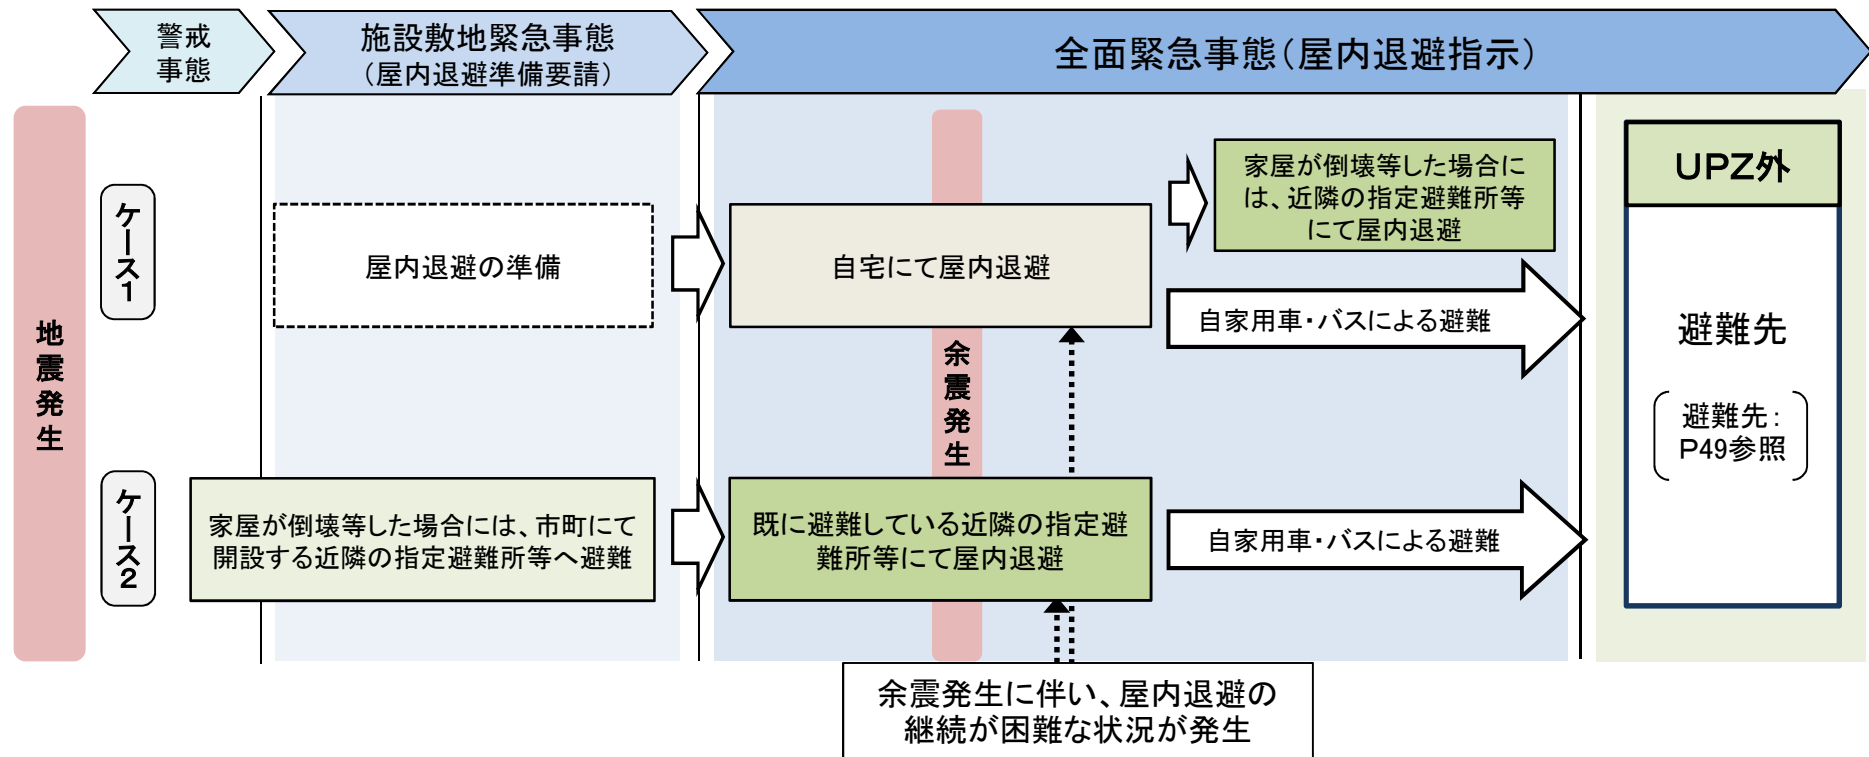 警戒
事態
施設敷地緊急事態
（屋内退避準備要請）
全面緊急事態（屋内退避指示）
地震発生
ケース1
屋内退避の準備
自宅にて屋内退避
家屋が倒壊等した場合に
は、近隣の指定避難所等
にて屋内退避
自家用車・バスによる避難
余震発生
ケース2
家屋が倒壊等した場合には、市町にて
開設する近隣の指定避難所等へ避難
既に避難している近隣の指定避
難所等にて屋内退避
自家用車・バスによる避難
余震発生に伴い、屋内退避の
継続が困難な状況が発生
UPZ外
避難先
避難先：
P49参照